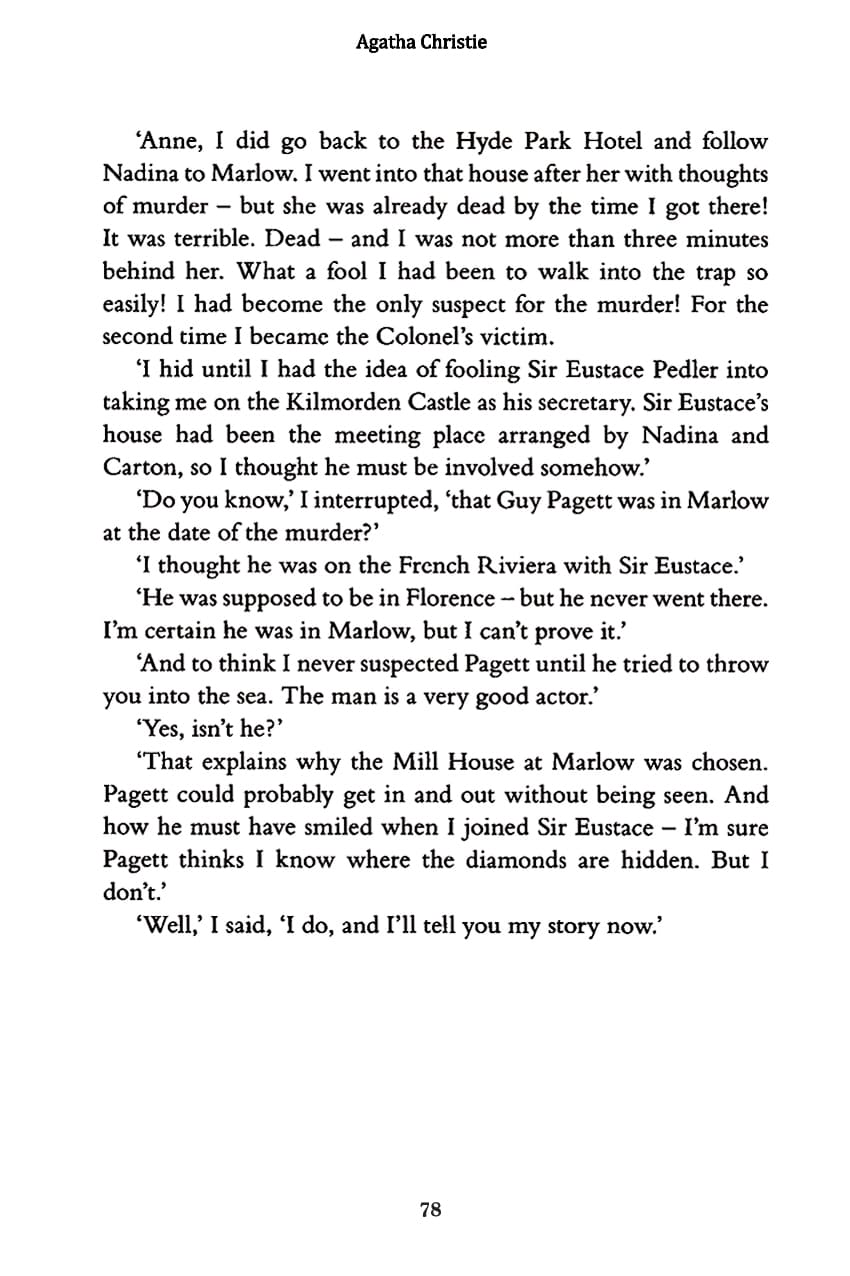 Agatha Christie
‘Anne, I did go back to the Hyde Park Hotel and follow
Nadina to Marlow. I went into that house after her with thoughts
of murder – but she was already dead by the time I got there!
It was terrible. Dead – and I was not more than three minutes
behind her. What a fool I had been to walk into the trap so
easily! I had become the only suspect for the murder! For the
second time I became the Colonel’s victim.
‘I hid until I had the idea of fooling Sir Eustace Pedler into
taking me on the Kilmorden Castle as his secretary. Sir Eustace’s
house had been the meeting place arranged by Nadina and
Carton, so I thought he must be involved somehow.’
‘Do you know,’ I interrupted, ‘that Guy Pagett was in Marlow
at the date of the murder?’
‘I thought he was on the French Riviera with Sir Eustace.’
‘He was supposed to be in Florence – but he never went there.
I’m certain he was in Marlow, but I can’t prove it.’
‘And to think I never suspected Pagett until he tried to throw
you into the sea. The man is a very good actor.’
‘Yes, isn’t he?’
‘That explains why the Mill House at Marlow was chosen.
Pagett could probably get in and out without being seen. And
how he must have smiled when I joined Sir Eustace – I’m sure
Pagett thinks I know where the diamonds are hidden. But I
don’t.’
‘Well,’ I said, ‘I do, and I’ll tell you my story now.’
78